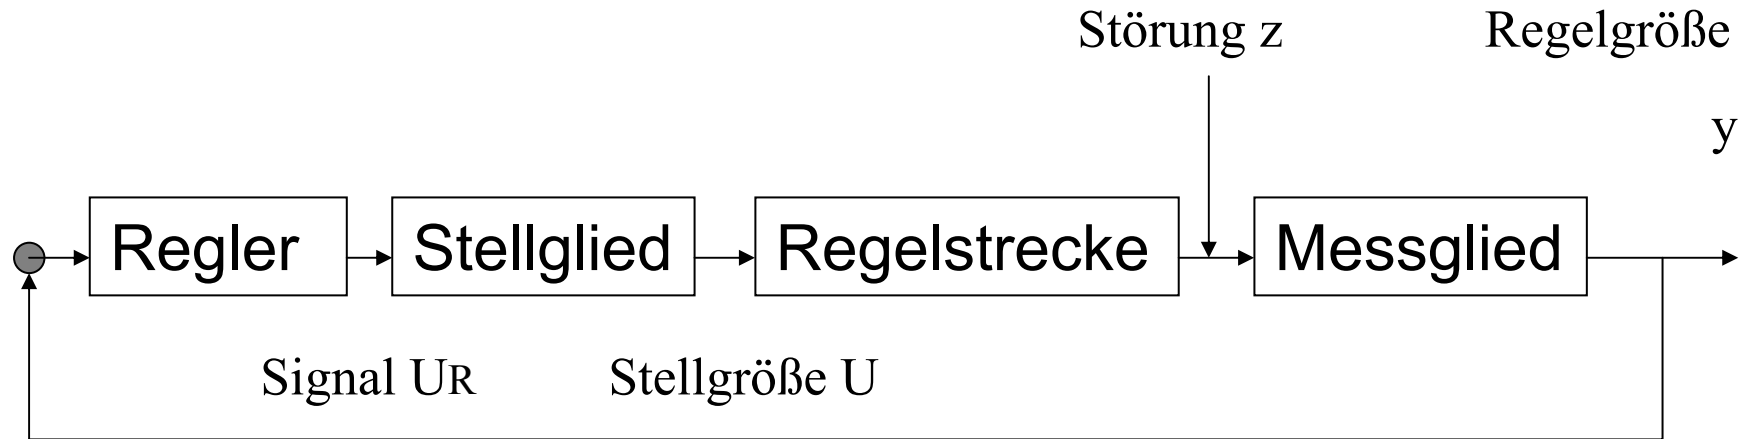 Störung z Regelgröße
y
Regler Stellglied Regelstrecke Messglied
Signal UR Stellgröße U